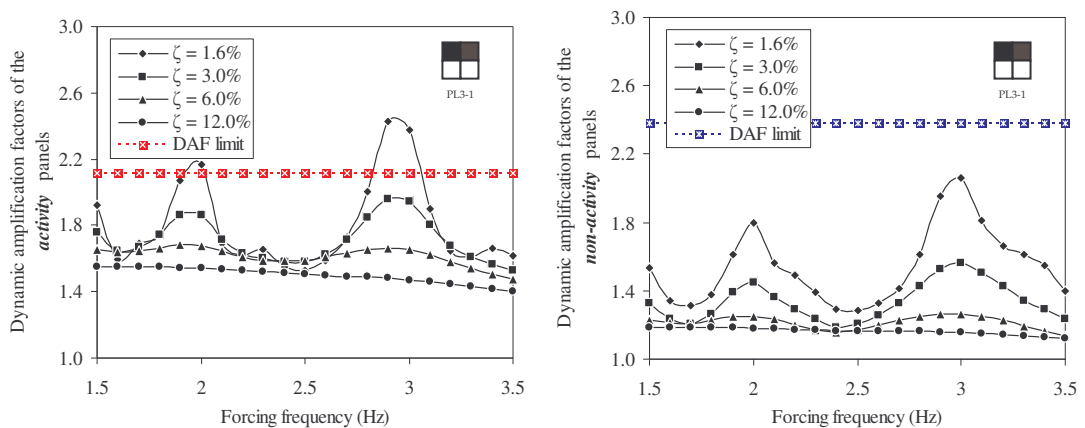 Dynamic amplification factors of the
activity panels
3.0
2.6
2.2
1.8
1.4
1.0
ζ = 1.6%
ζ = 3.0%
ζ = 6.0%
ζ = 12.0%
DAF limit
PL3-1
1.5
2
2.5
3
3.5
Forcing frequency (Hz)
Dynamic amplification factors of the
non-activity panels
3.0
2.6
2.2
1.8
1.4
1.0
ζ = 1.6%
ζ = 3.0%
ζ = 6.0%
ζ = 12.0%
DAF limit
PL3-1
1.5
2
2.5
3
3.5
Forcing frequency (Hz)